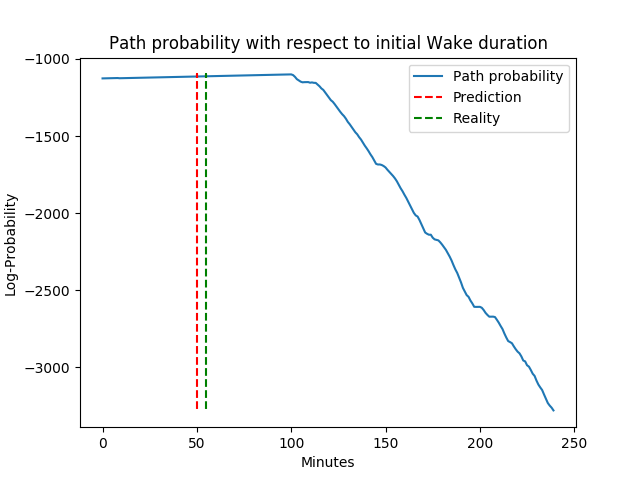 Path probability with respect to initial Wake duration
−1000
−1500
−2000
−2500
−3000
Log-Probability
Path probability
Prediction
Reality
0 50 100 150 200 250
Minutes